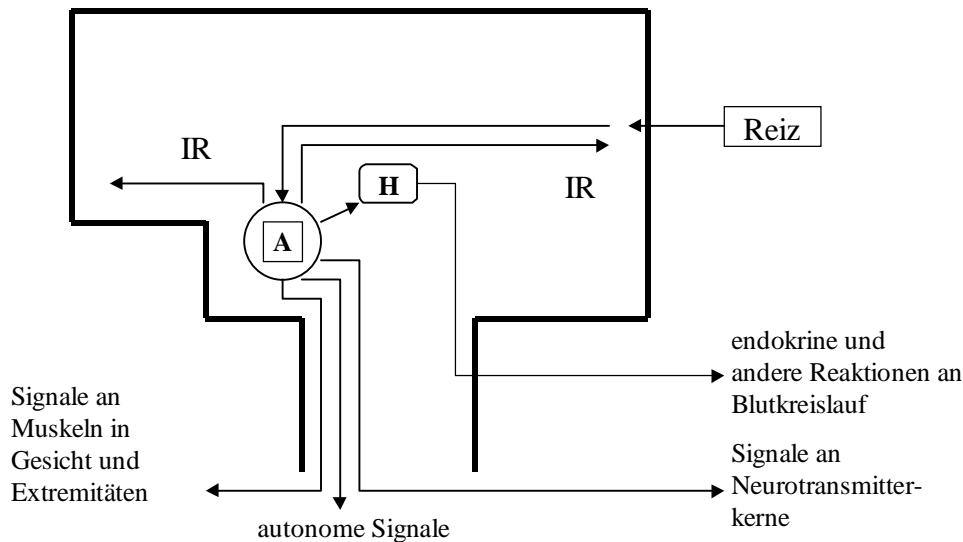 Reiz
IR
IR
H
A
endokrine und
andere Reaktionen an
Blutkreislauf
Signale an
Muskeln in
Gesicht und
Extremitäten
Signale an
Neurotransmitter-
kerne
autonome Signale